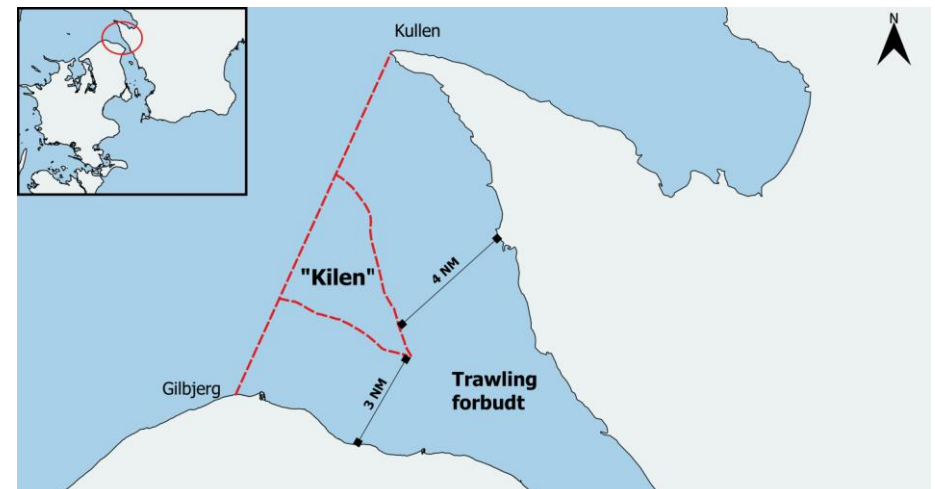 Kullen
N
4 NM
"Kilen"
Gilbjerg
3 NM
Trawling
forbudt